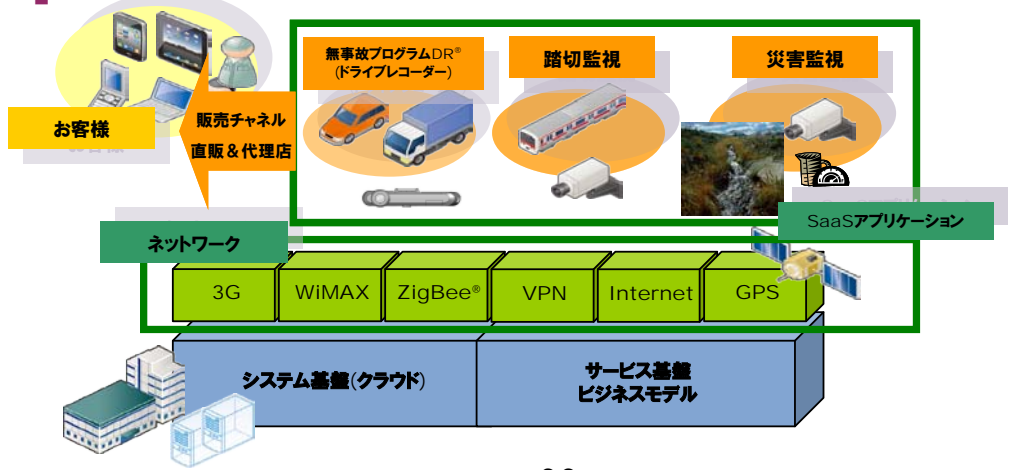 無事故プログラムDR®
(ドライブレコーダー)
踏切監視
災害監視
お客様
販売チャネル
直販&代理店
SaaSアプリケーション
ネットワーク
3G
WiMAX
ZigBee®
VPN
Internet
GPS
システム基盤(クラウド)
サービス基盤
ビジネスモデル